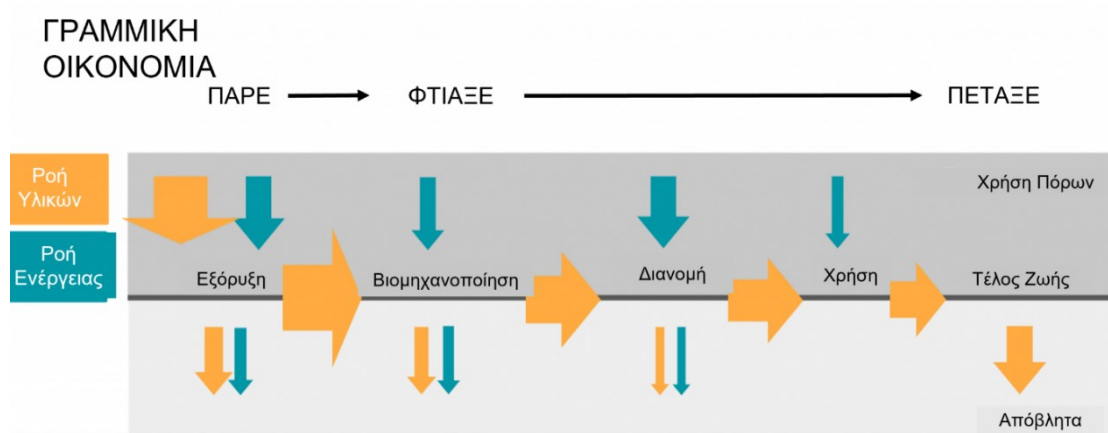 ΓΡΑΜΜΙΚΗ
ΟΙΚΟΝΟΜΙΑ
ΠΑΡΕ ΦΤΙΑΞΕ ΠΕΤΑΞΕ
Ροή
Υλικών
Χρήση Πόρων
Ροή
Ενέργειας
Εξόρυξη Βιομηχανοποίηση Διανομή Χρήση Τέλος Ζωής
Απόβλητα